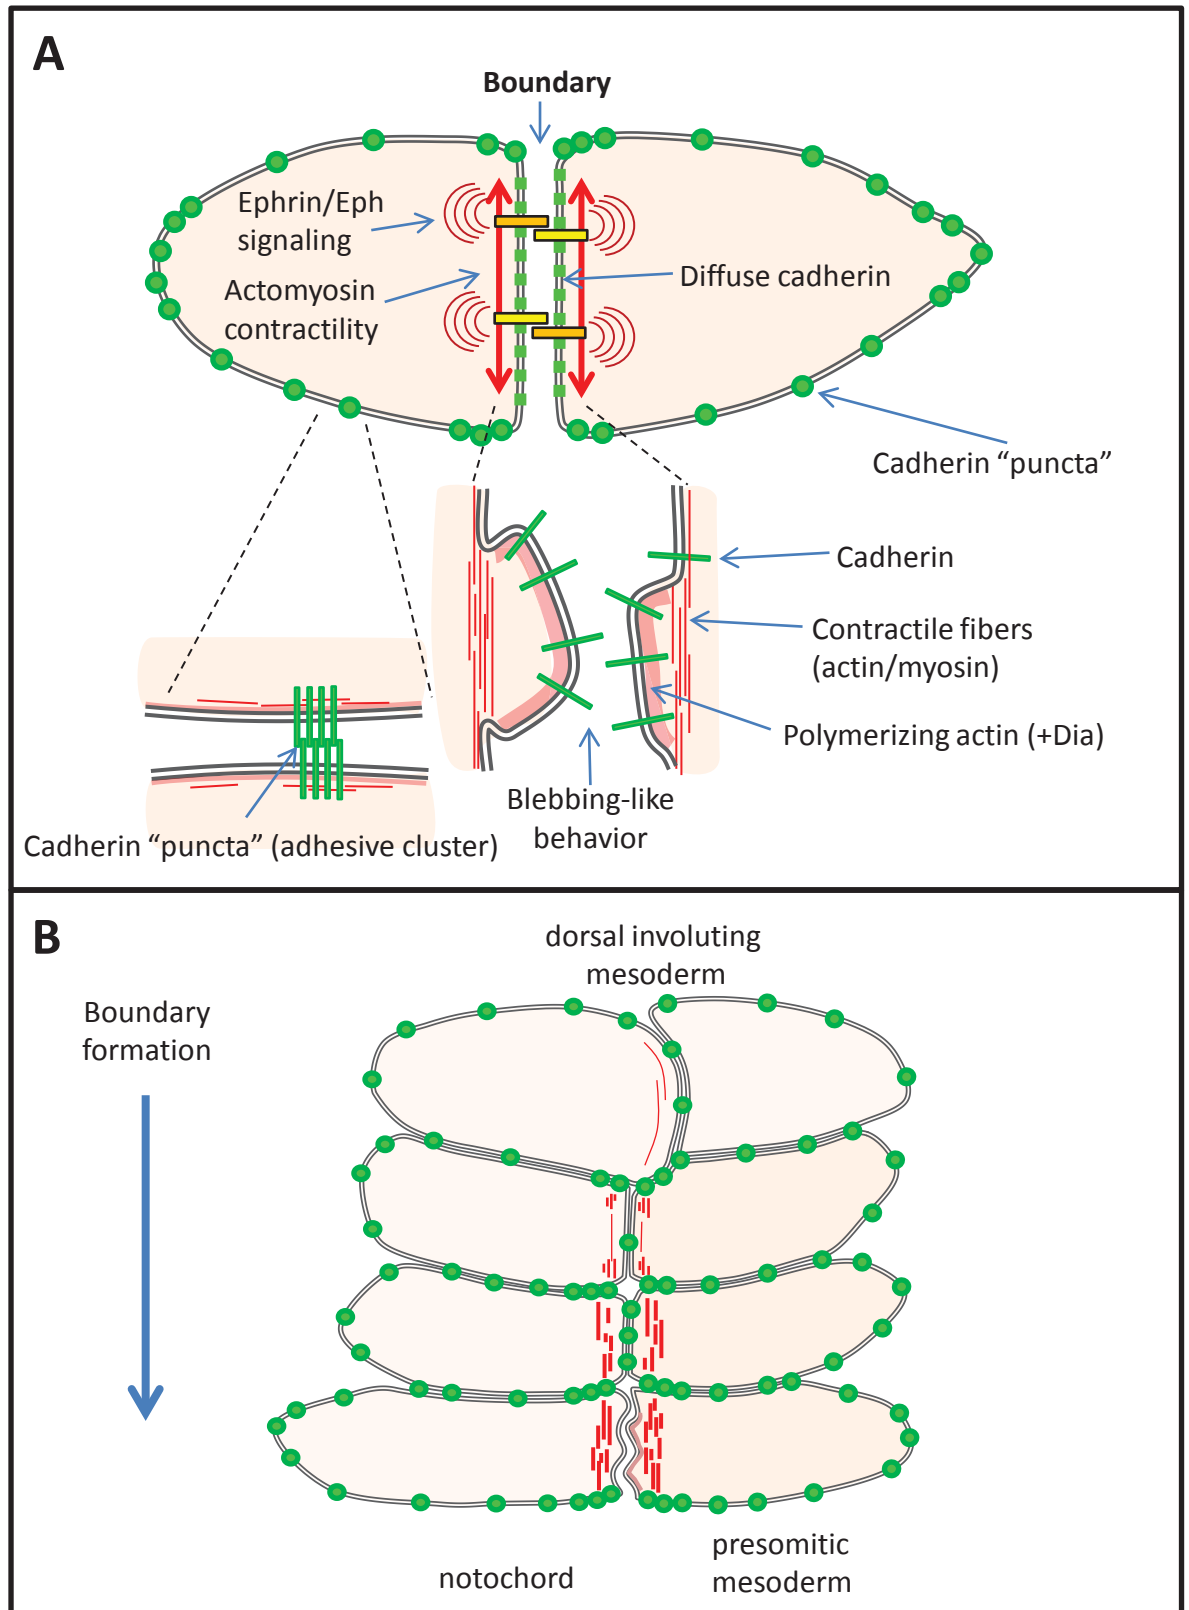 A
Boundary
Ephrin/Eph
signaling
Actomyosin
contractility
Diffuse cadherin
Cadherin “puncta”
Cadherin
Contractile fibers
(actin/myosin)
Polymerizing actin (+Dia)
Blebbing-like
behavior
Cadherin “puncta” (adhesive cluster)
B
dorsal involuting
mesoderm
Boundary
formation
notochord
presomitic
mesoderm